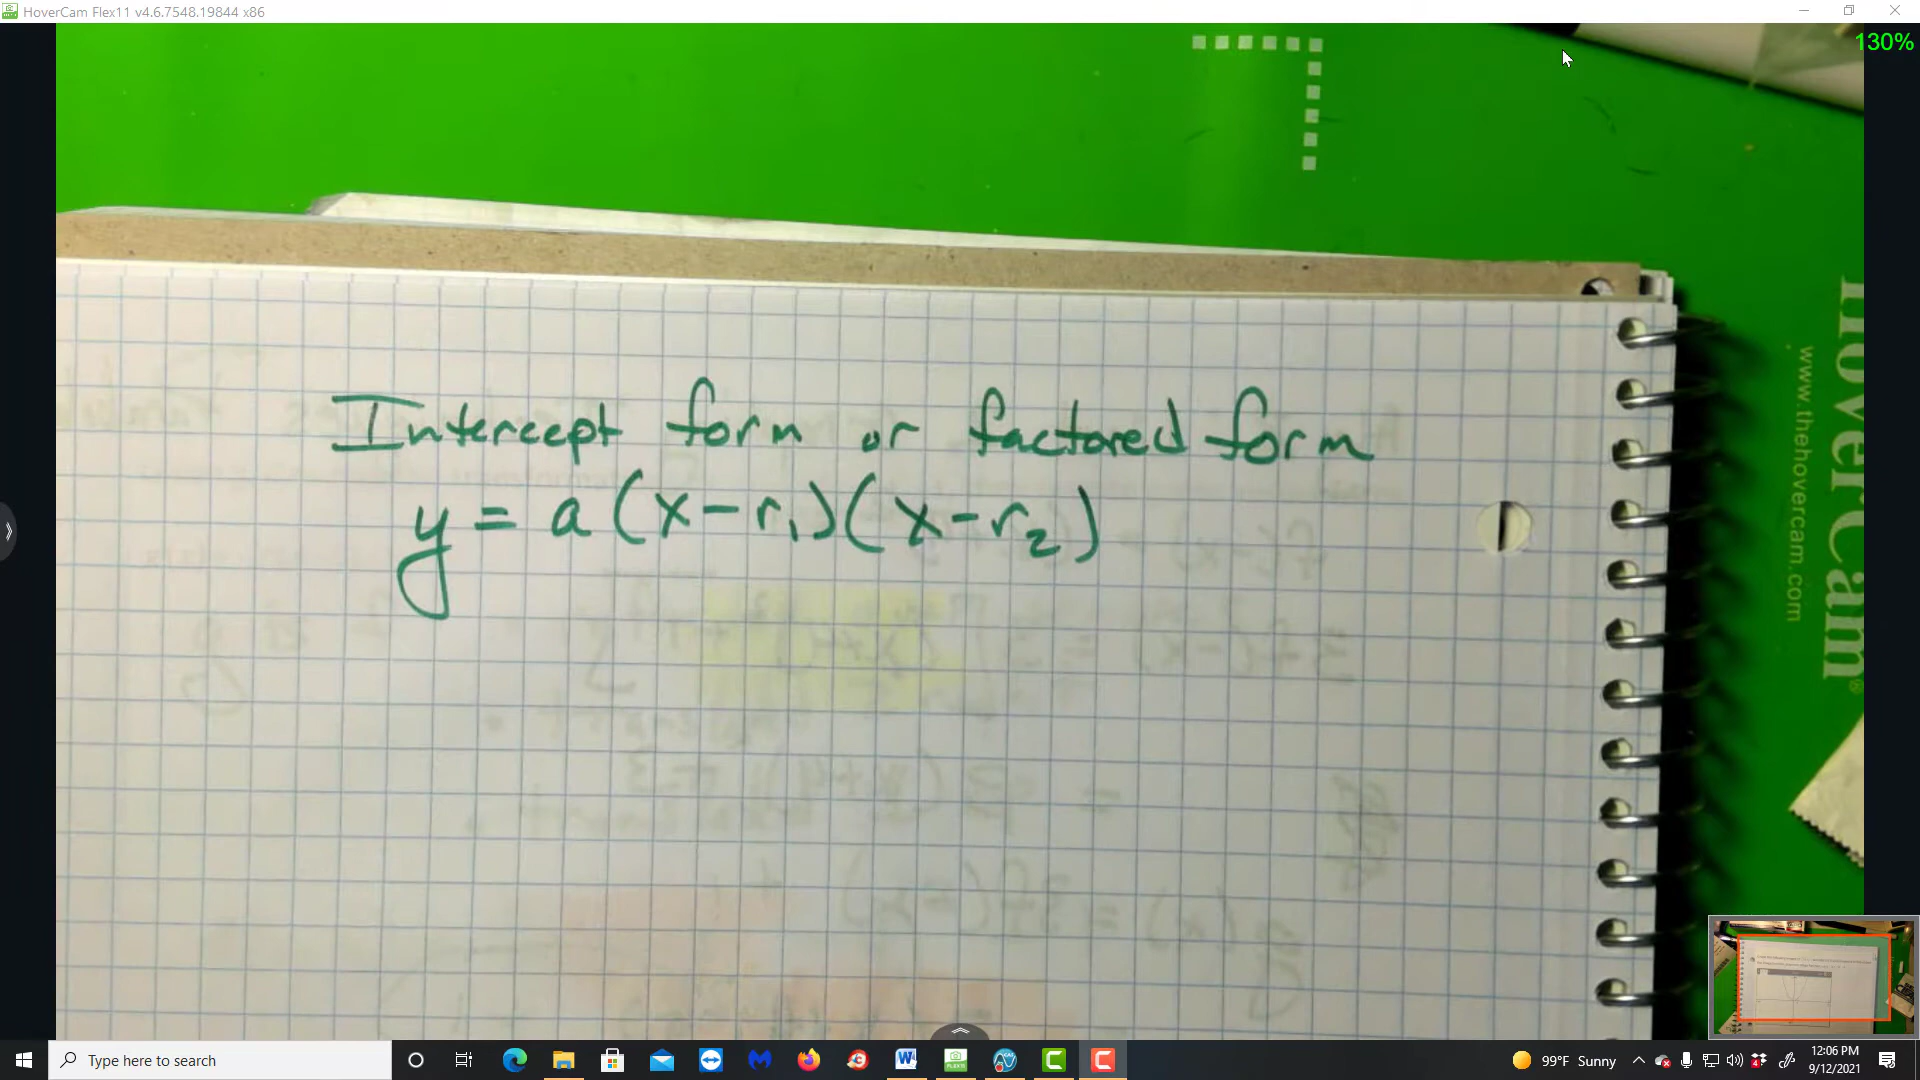 HoverCam Flex11 v4.6.7548.19844 x86
130%
Intercept form or factored form
y = a (x - r₁)(x - r₂)
HoverCam®
www.thehovercam.com
Type here to search
99°F Sunny
12:06 PM
9/12/2021